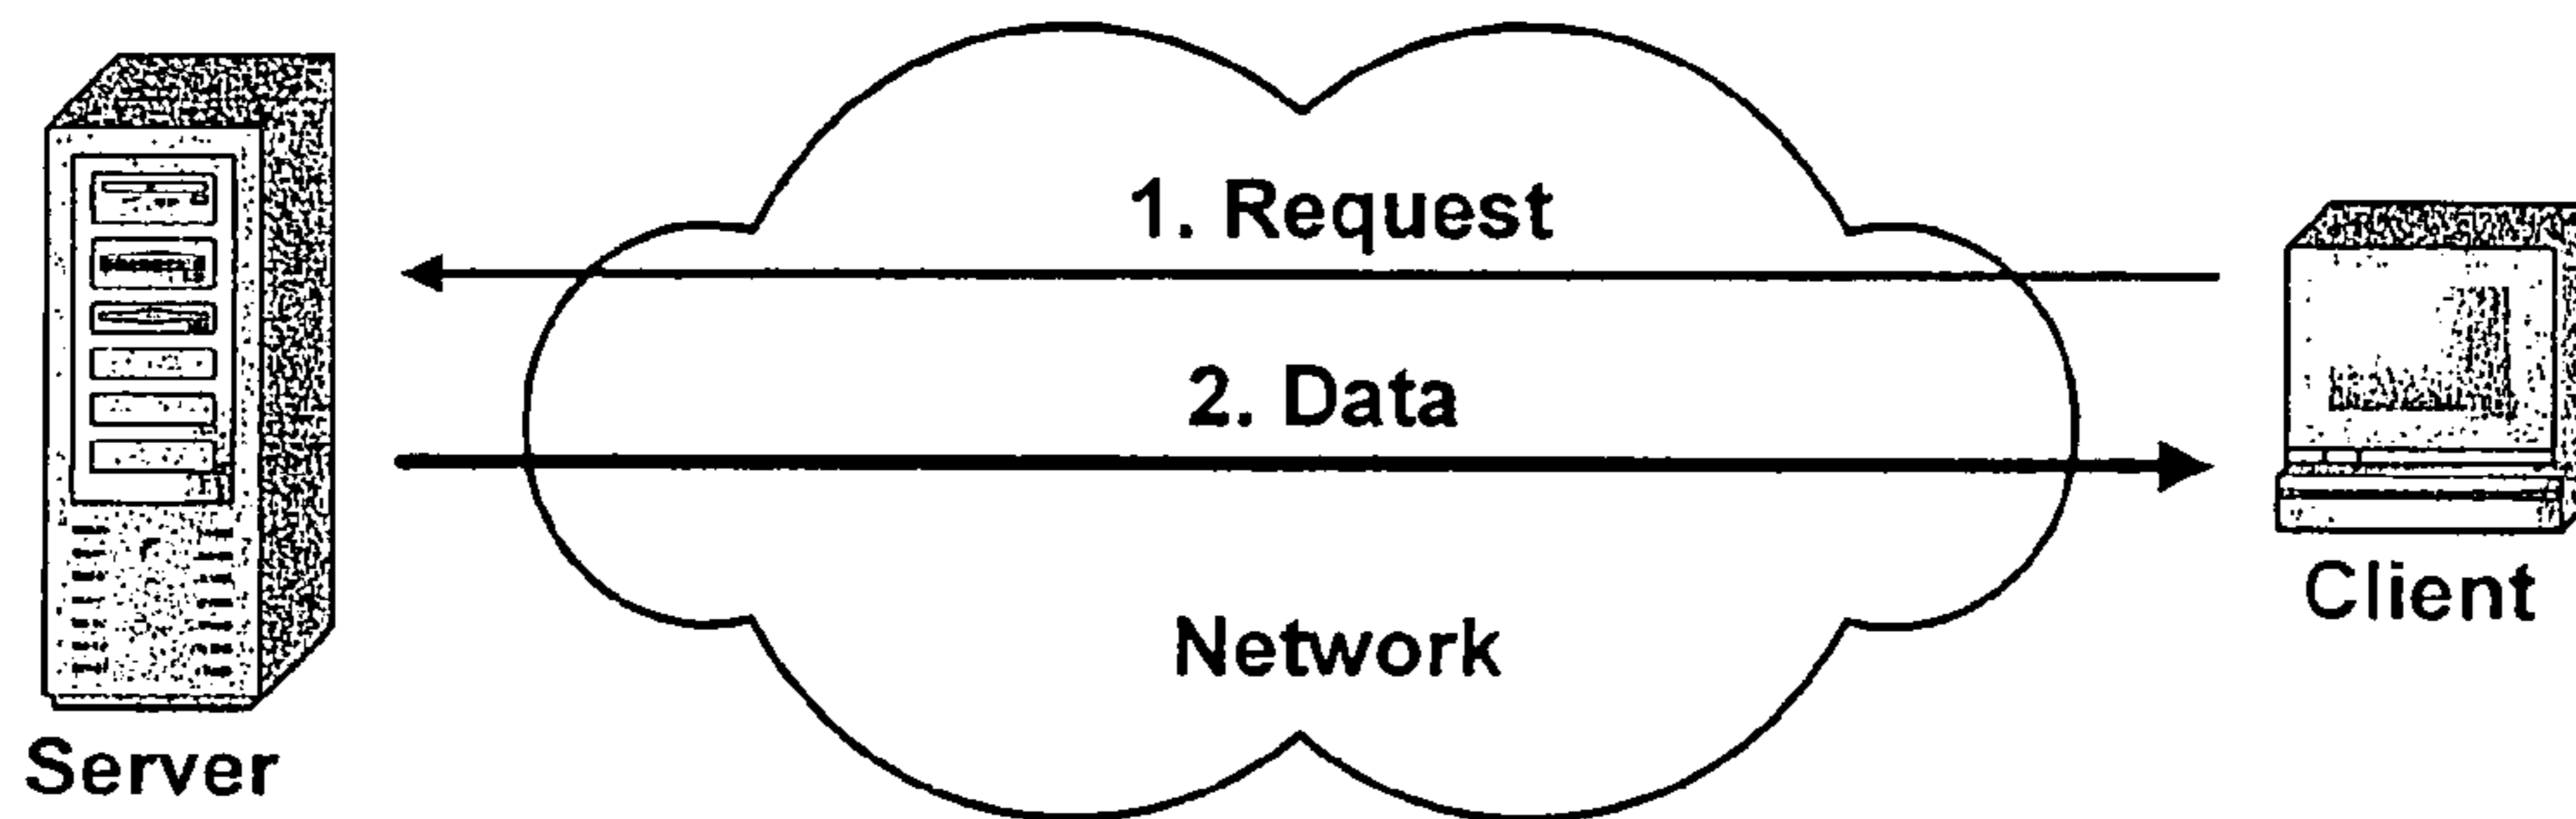 1. Request
2. Data
Network
Server
Client